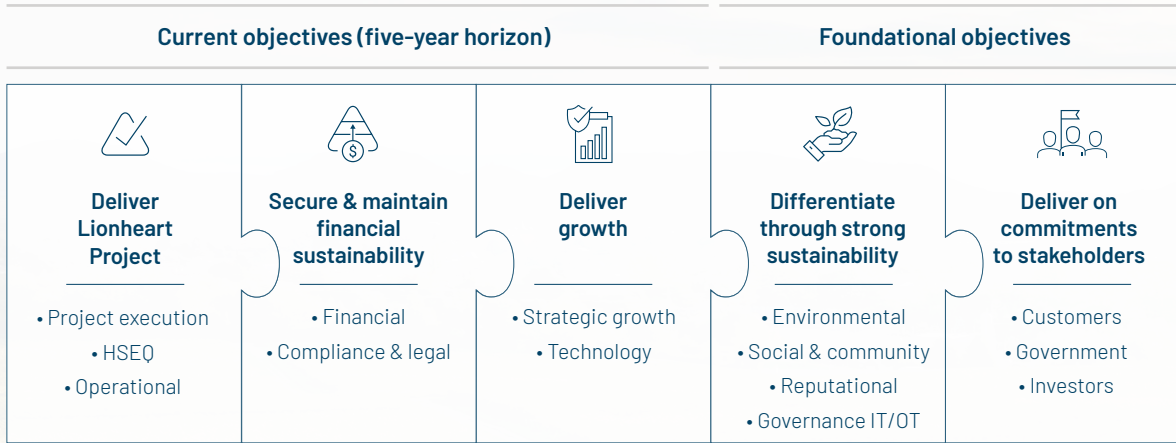 Current objectives (five-year horizon)
Foundational objectives
Deliver
Lionheart
Project
• Project execution
• HSEQ
• Operational
Secure & maintain
financial
sustainability
• Financial
• Compliance & legal
Deliver
growth
• Strategic growth
• Technology
Differentiate
through strong
sustainability
• Environmental
• Social & community
• Reputational
• Governance IT/OT
Deliver on
commitments
to stakeholders
• Customers
• Government
• Investors